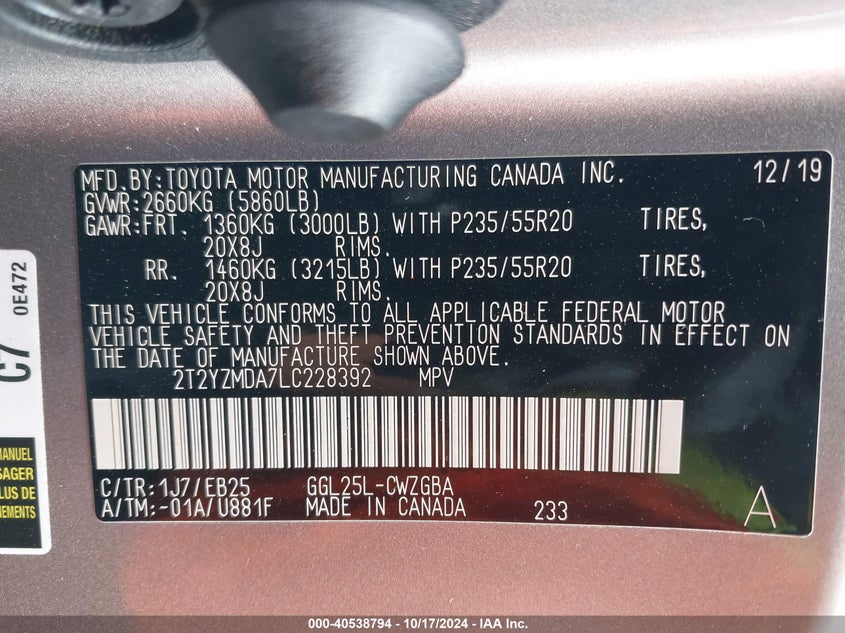 MFD.BY:TOYOTA MOTOR MANUFACTURING CANADA INC. 12/19
GVWR:2660KG (5860LB)
GAWR:FRT. 1360KG (3000LB) WITH P235/55R20 TIRES,
20X8J RIMS.
RR. 1460KG (3215LB) WITH P235/55R20 TIRES,
20X8J RIMS.
THIS VEHICLE CONFORMS TO ALL APPLICABLE FEDERAL MOTOR
VEHICLE SAFETY AND THEFT PREVENTION STANDARDS IN EFFECT ON
THE DATE OF MANUFACTURE SHOWN ABOVE.
2T2YZMDA7LC228392 MPV
C/TR:1J7/EB25 GGL25L-CWZGBA
A/TM:-01A/U881F MADE IN CANADA 233 A
C7 0E472
MANUEL
SAGER
LUS DE
NEMENTS
000-40538794 - 10/17/2024 - IAA Inc.